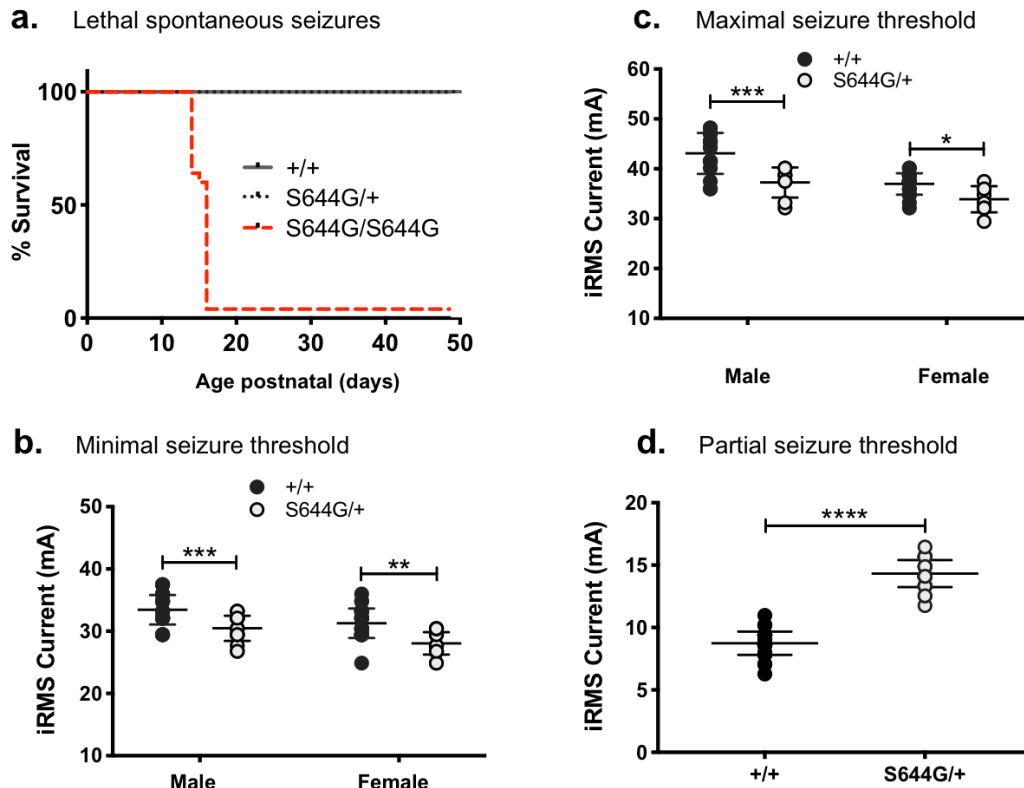 a. Lethal spontaneous seizures
% Survival
100
50
0
0 10 20 30 40 50
Age postnatal (days)
+/+
S644G/+
S644G/S644G
c. Maximal seizure threshold
+/+
S644G/+
iRMS Current (mA)
60
50
40
30
20
10
***
*
Male Female
b. Minimal seizure threshold
+/+
S644G/+
iRMS Current (mA)
50
40
30
20
10
***
**
Male Female
d. Partial seizure threshold
iRMS Current (mA)
20
15
10
5
0
****
+/+ S644G/+